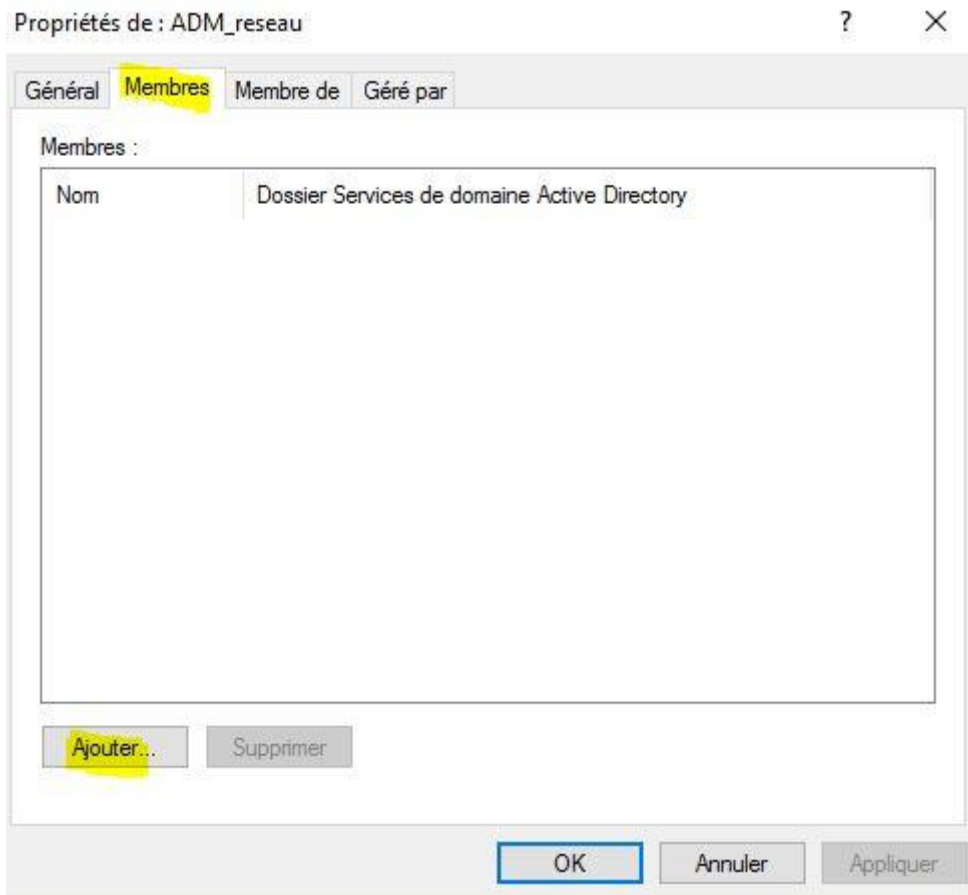 Propriétés de : ADM_reseau ? X
Général Membres Membre de Géré par
Membres :
Nom Dossier Services de domaine Active Directory
Ajouter... Supprimer
OK Annuler Appliquer